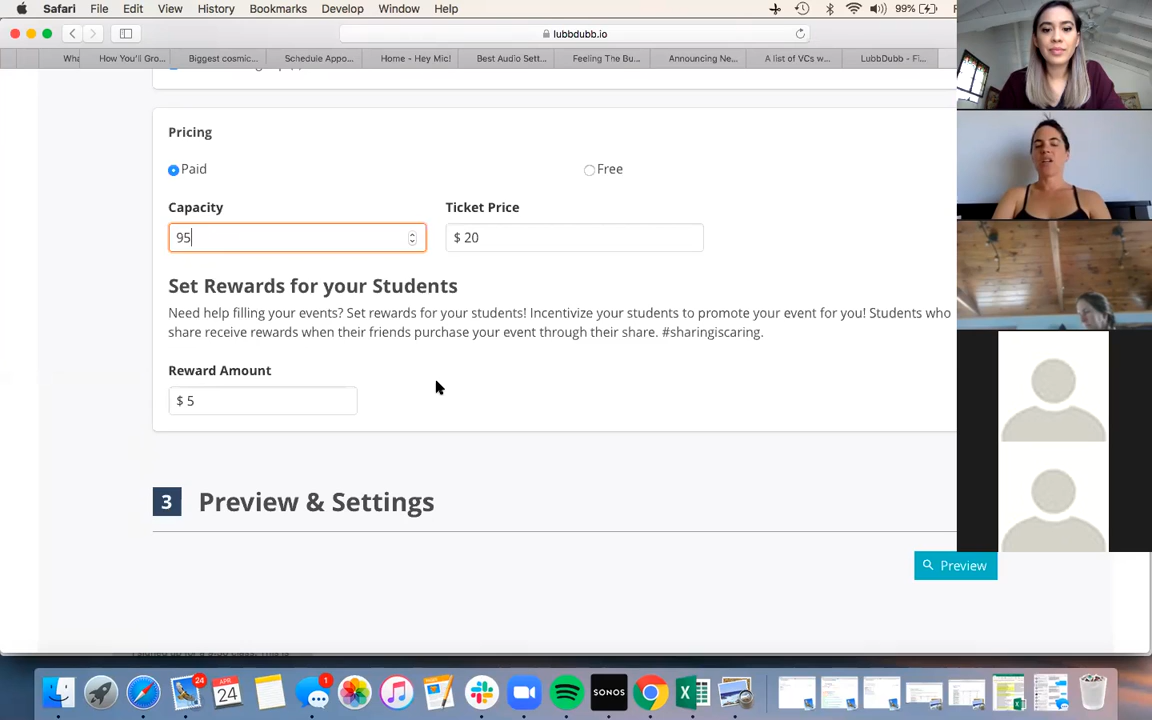 Safari File Edit View History Bookmarks Develop Window Help 99%
lubbdubb.io
Wha How You'll Gro... Biggest cosmic... Schedule Appo... Home - Hey Mic! Best Audio Sett... Feeling The Bu... Announcing Ne... A list of VCs w... LubbDubb - Fi...
Pricing
Paid Free
Capacity Ticket Price
95 $ 20
Set Rewards for your Students
Need help filling your events? Set rewards for your students! Incentivize your students to promote your event for you! Students who
share receive rewards when their friends purchase your event through their share. #sharingiscaring.
Reward Amount
$ 5
3 Preview & Settings
Preview
24 APR 24 1 SONOS